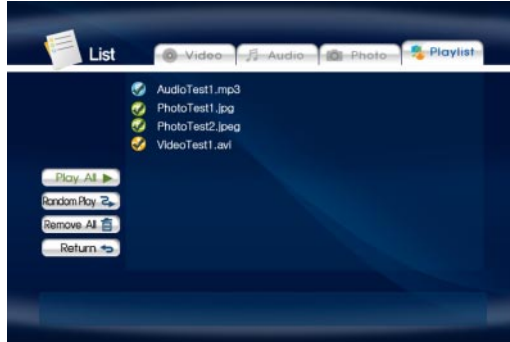 List
Video
Audio
Photo
Playlist
AudioTest1.mp3
PhotoTest1.jpg
PhotoTest2.jpeg
VideoTest1.avi
Play All
Random Play
Remove All
Return